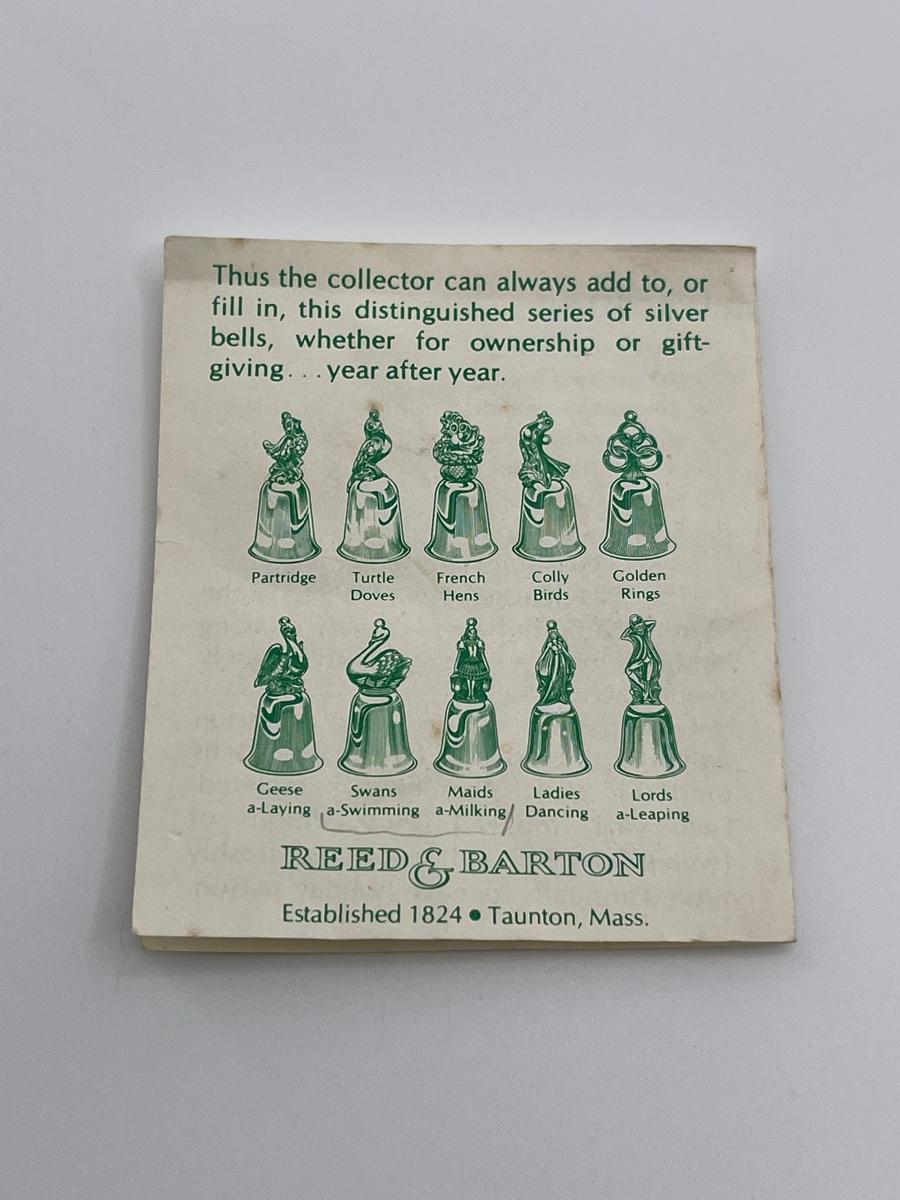 Thus the collector can always add to, or
fill in, this distinguished series of silver
bells, whether for ownership or gift-
giving . . . year after year.
Partridge
Turtle
Doves
French
Hens
Colly
Birds
Golden
Rings
Geese
a-Laying
Swans
a-Swimming
Maids
a-Milking
Ladies
Dancing
Lords
a-Leaping
REED & BARTON
Established 1824 • Taunton, Mass.